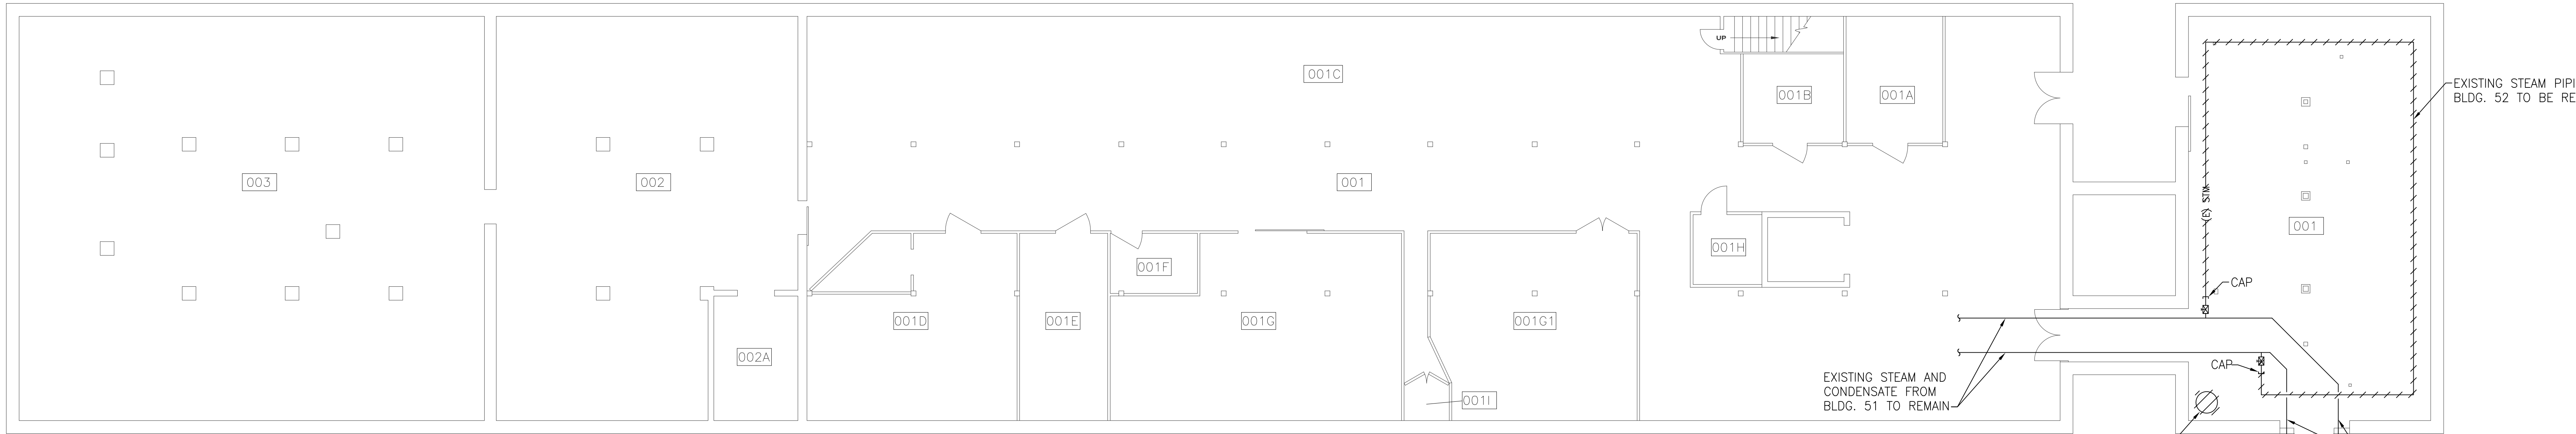 UP
001C
001B
001A
EXISTING STEAM PIPI
BLDG. 52 TO BE RE
003
002
001
(E) STM
001
001H
001F
CAP
001D
001E
001G
001G1
002A
CAP
EXISTING STEAM AND
CONDENSATE FROM
BLDG. 51 TO REMAIN
001I